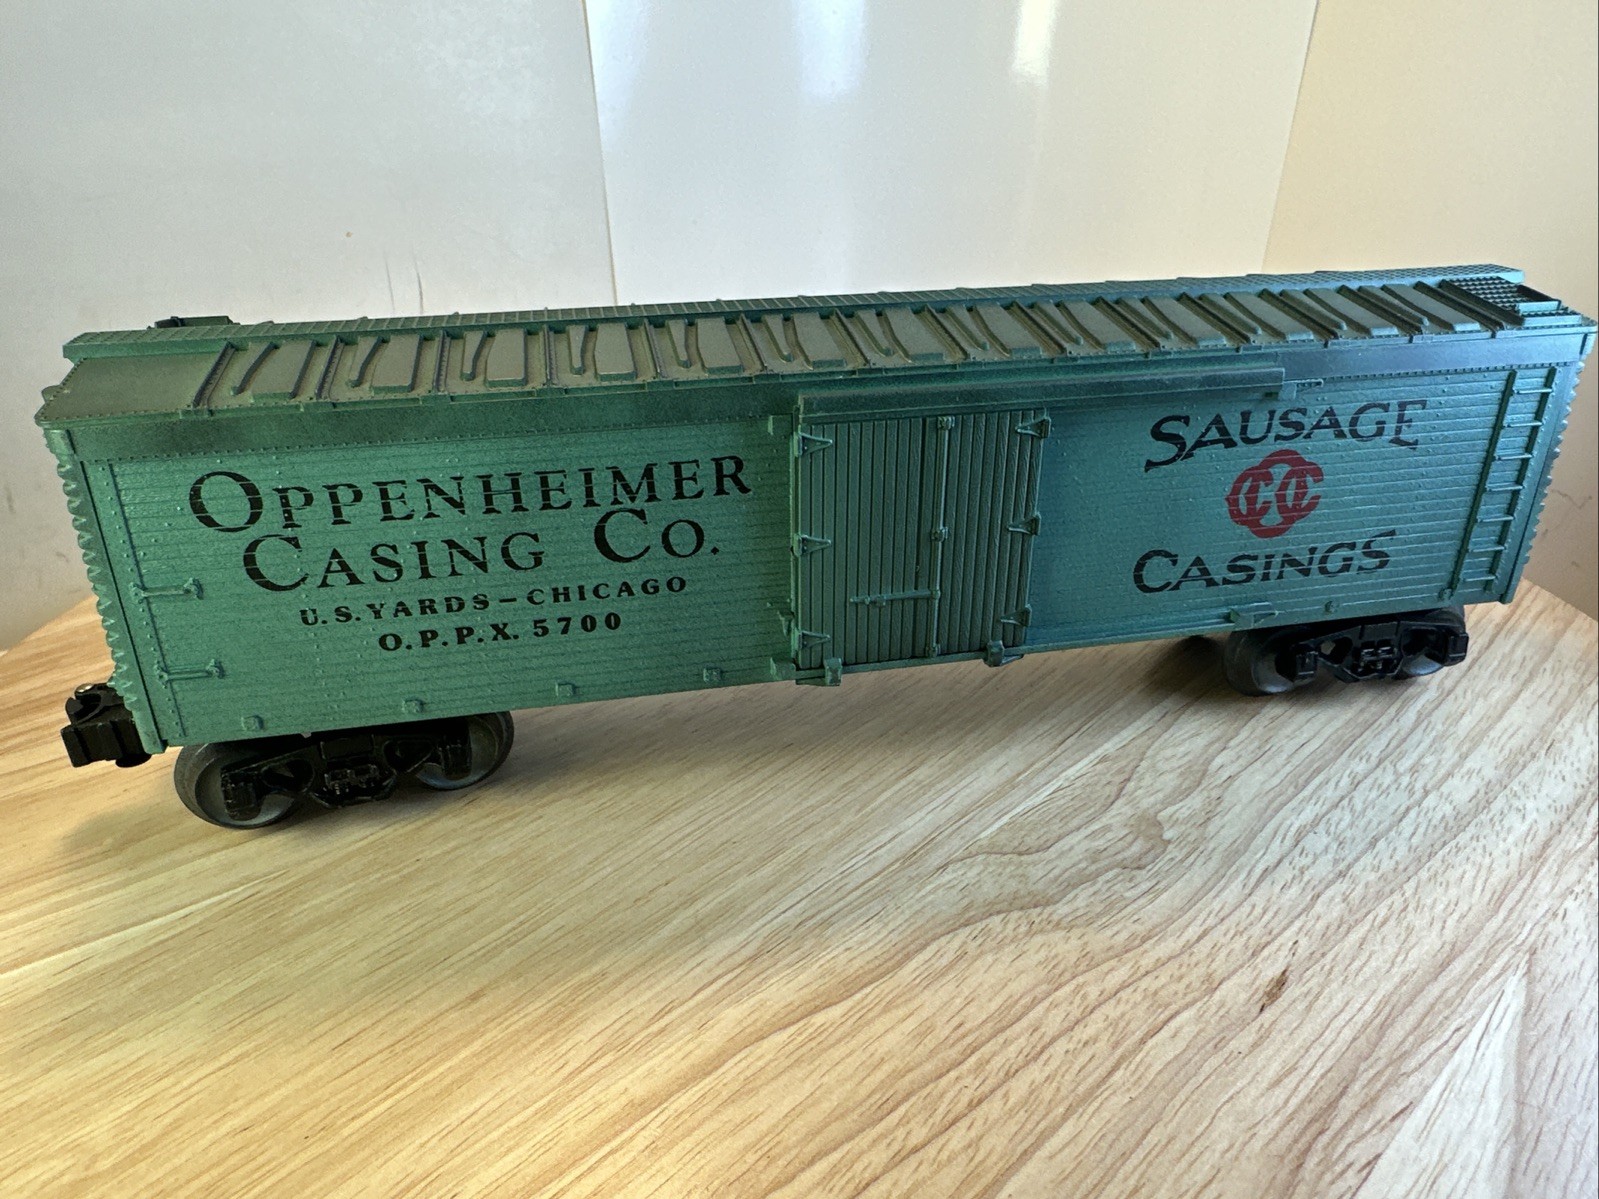 OPPENHEIMER
CASING CO.
U.S. YARDS-CHICAGO
O.P.P.X. 5700
SAUSAGE
CASINGS